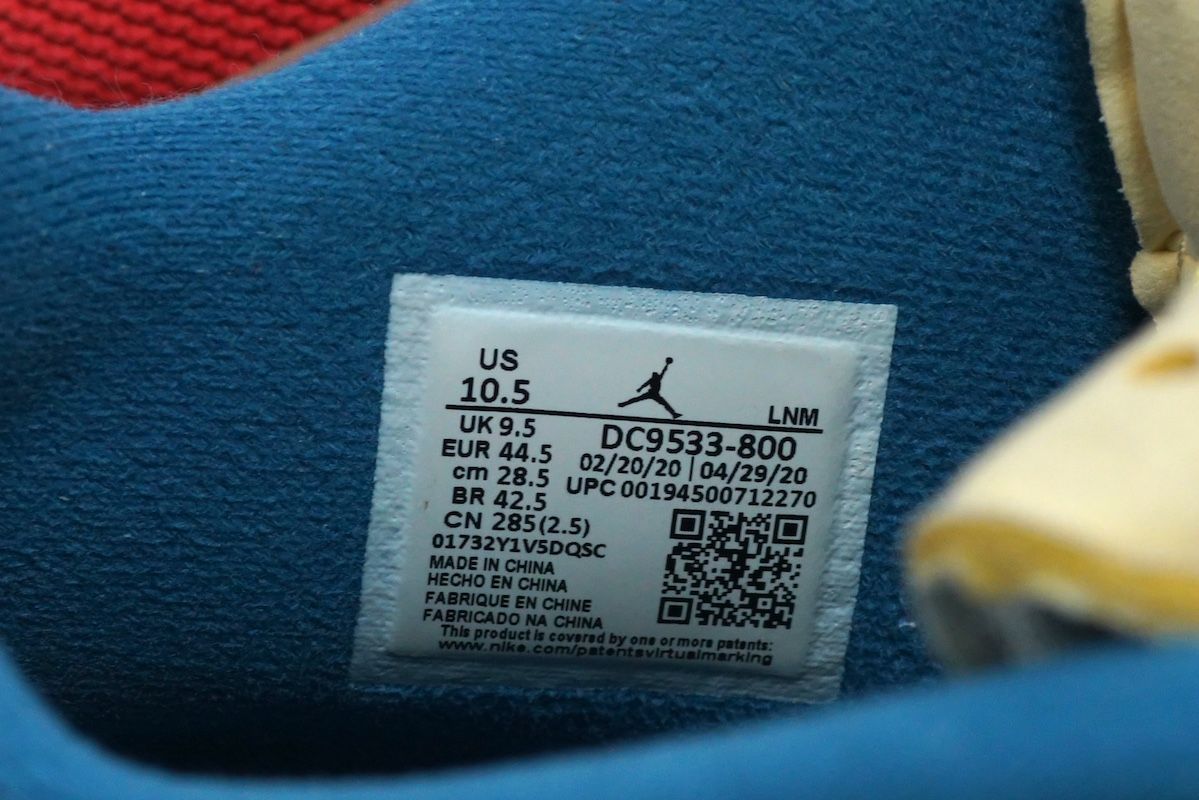 US
10.5
LNM
UK 9.5
EUR 44.5
cm 28.5
BR 42.5
CN 285(2.5)
01732Y1V5DQSC
DC9533-800
02/20/20 | 04/29/20
UPC 00194500712270
MADE IN CHINA
HECHO EN CHINA
FABRIQUE EN CHINE
FABRICADO NA CHINA
This product is covered by one or more patents:
www.nike.com/patentsvirtualmarking